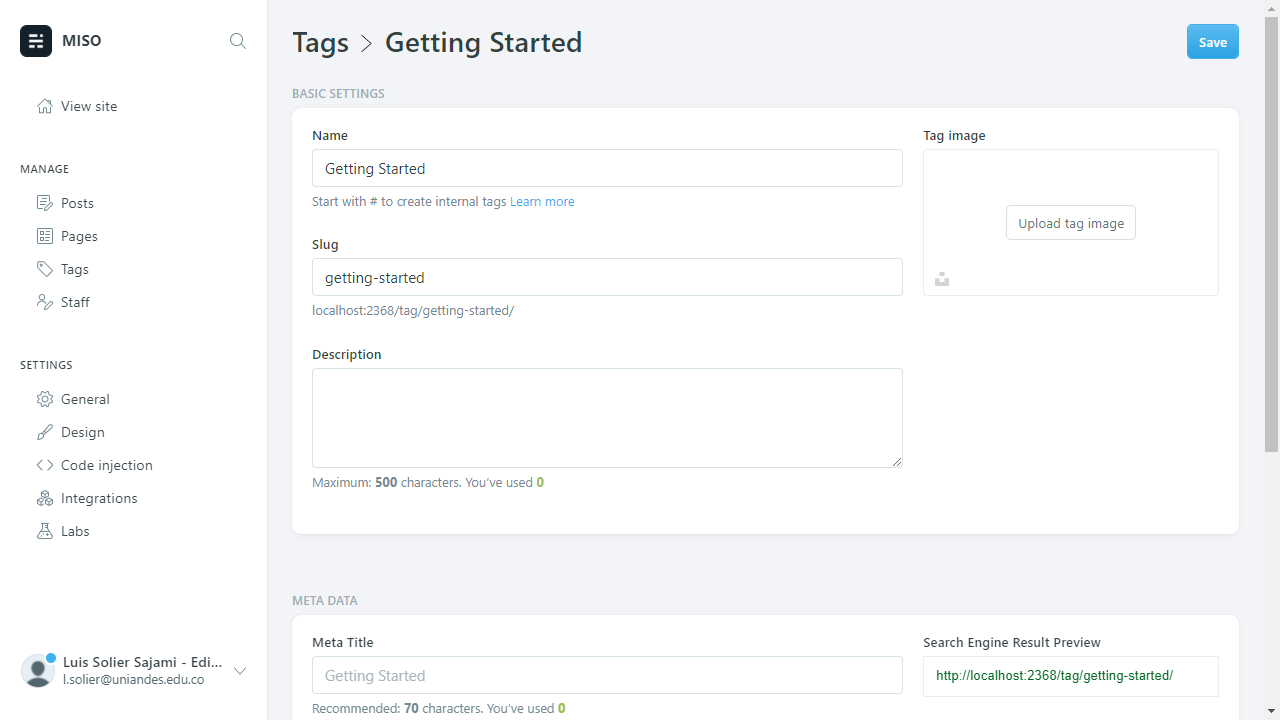 MISO
View site
MANAGE
Posts
Pages
Tags
Staff
SETTINGS
General
Design
Code injection
Integrations
Labs
Luis Solier Sajami - Edi...
l.solier@uniandes.edu.co
Tags > Getting Started
Save
BASIC SETTINGS
Name
Getting Started
Start with # to create internal tags Learn more
Slug
getting-started
localhost:2368/tag/getting-started/
Description
Maximum: 500 characters. You've used 0
Tag image
Upload tag image
META DATA
Meta Title
Getting Started
Recommended: 70 characters. You've used 0
Search Engine Result Preview
http://localhost:2368/tag/getting-started/